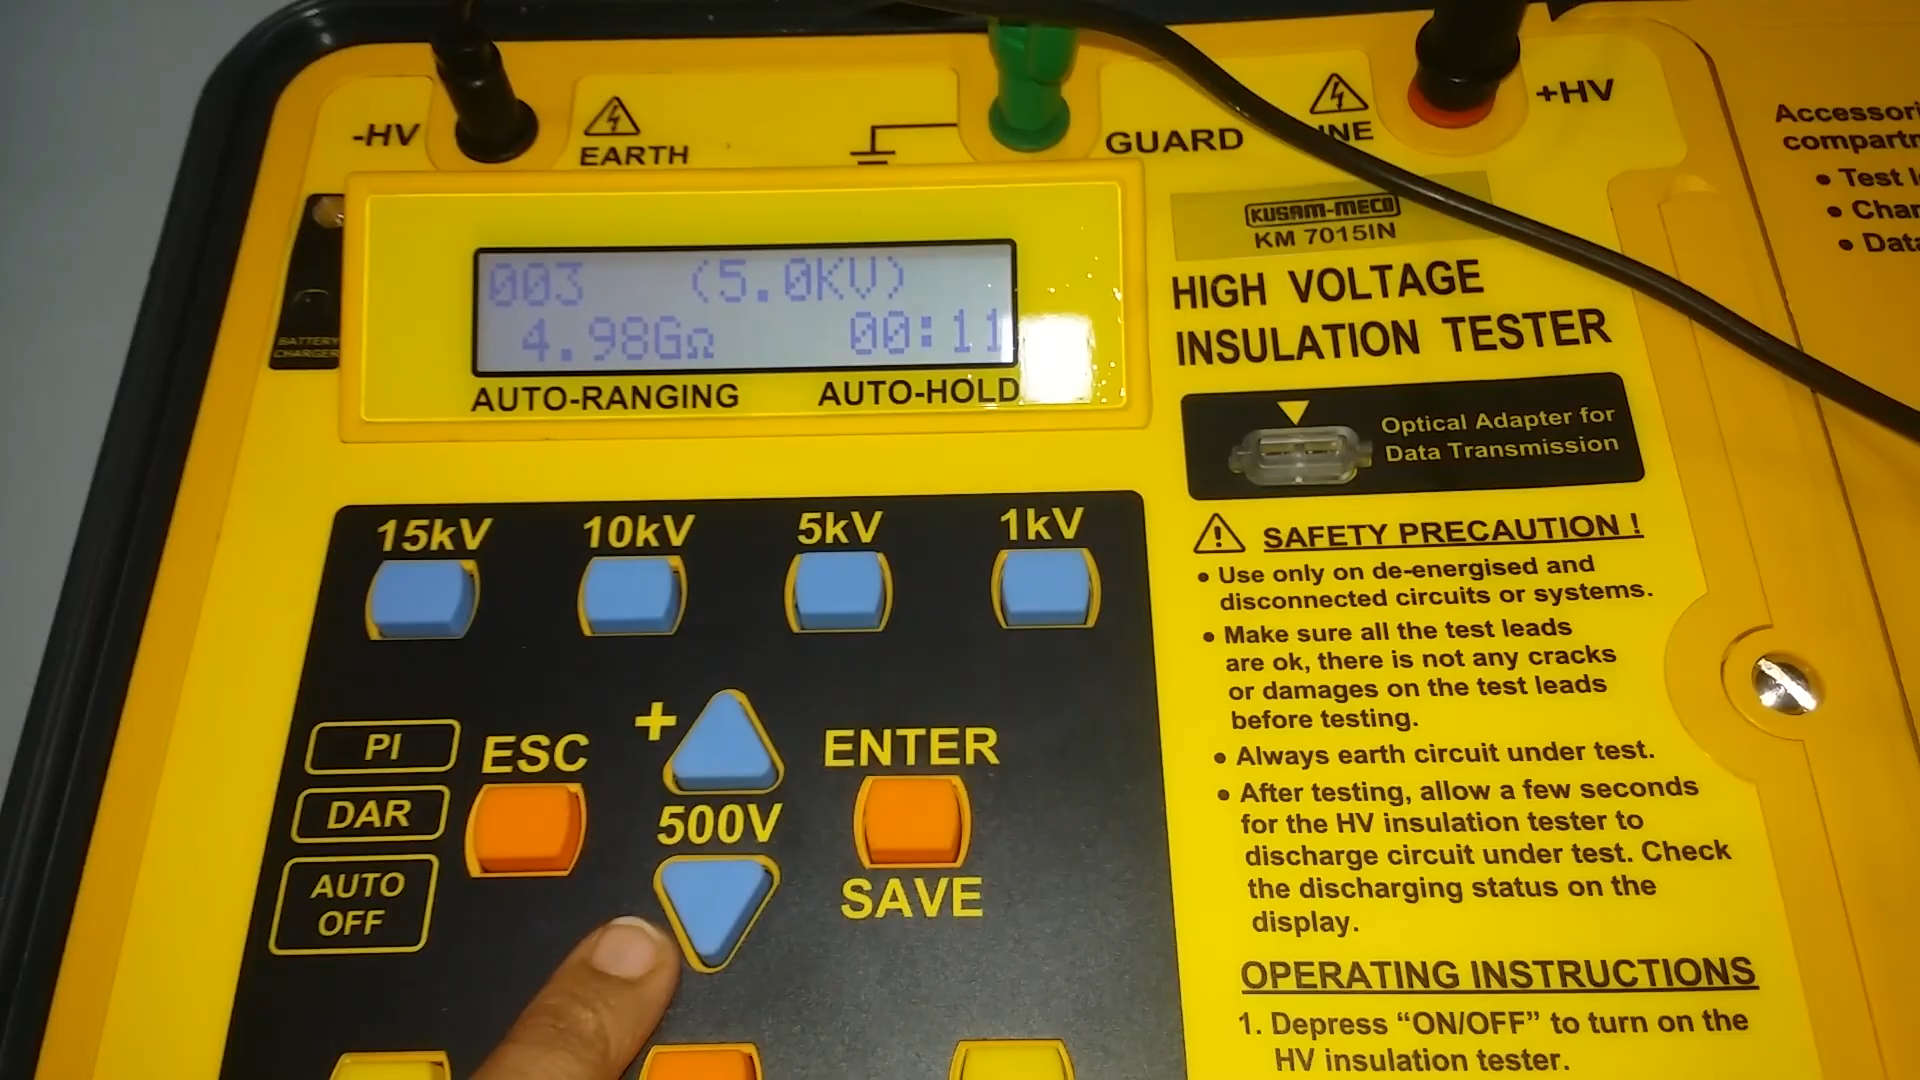 -HV
EARTH
GUARD
+HV
BATTERY
CHARGER
003 (5.0KV)
4.98GΩ 00:11
AUTO-RANGING AUTO-HOLD
KUSAM-MECO
KM 7015IN
HIGH VOLTAGE
INSULATION TESTER
Optical Adapter for
Data Transmission
15kV 10kV 5kV 1kV
PI
DAR
AUTO
OFF
ESC
+
500V
ENTER
SAVE
SAFETY PRECAUTION !
• Use only on de-energised and
disconnected circuits or systems.
• Make sure all the test leads
are ok, there is not any cracks
or damages on the test leads
before testing.
• Always earth circuit under test.
• After testing, allow a few seconds
for the HV insulation tester to
discharge circuit under test. Check
the discharging status on the
display.
OPERATING INSTRUCTIONS
1. Depress “ON/OFF” to turn on the
HV insulation tester.
• Test